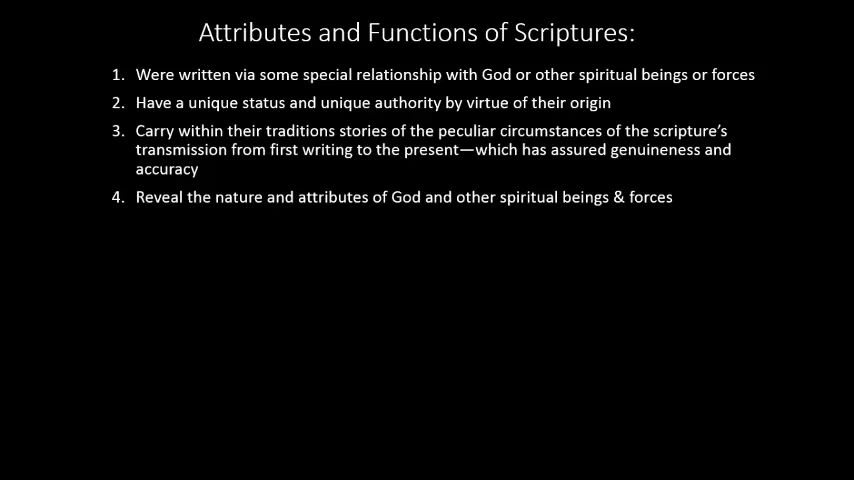 Attributes and Functions of Scriptures:
1. Were written via some special relationship with God or other spiritual beings or forces
2. Have a unique status and unique authority by virtue of their origin
3. Carry within their traditions stories of the peculiar circumstances of the scripture’s
transmission from first writing to the present—which has assured genuineness and
accuracy
4. Reveal the nature and attributes of God and other spiritual beings & forces